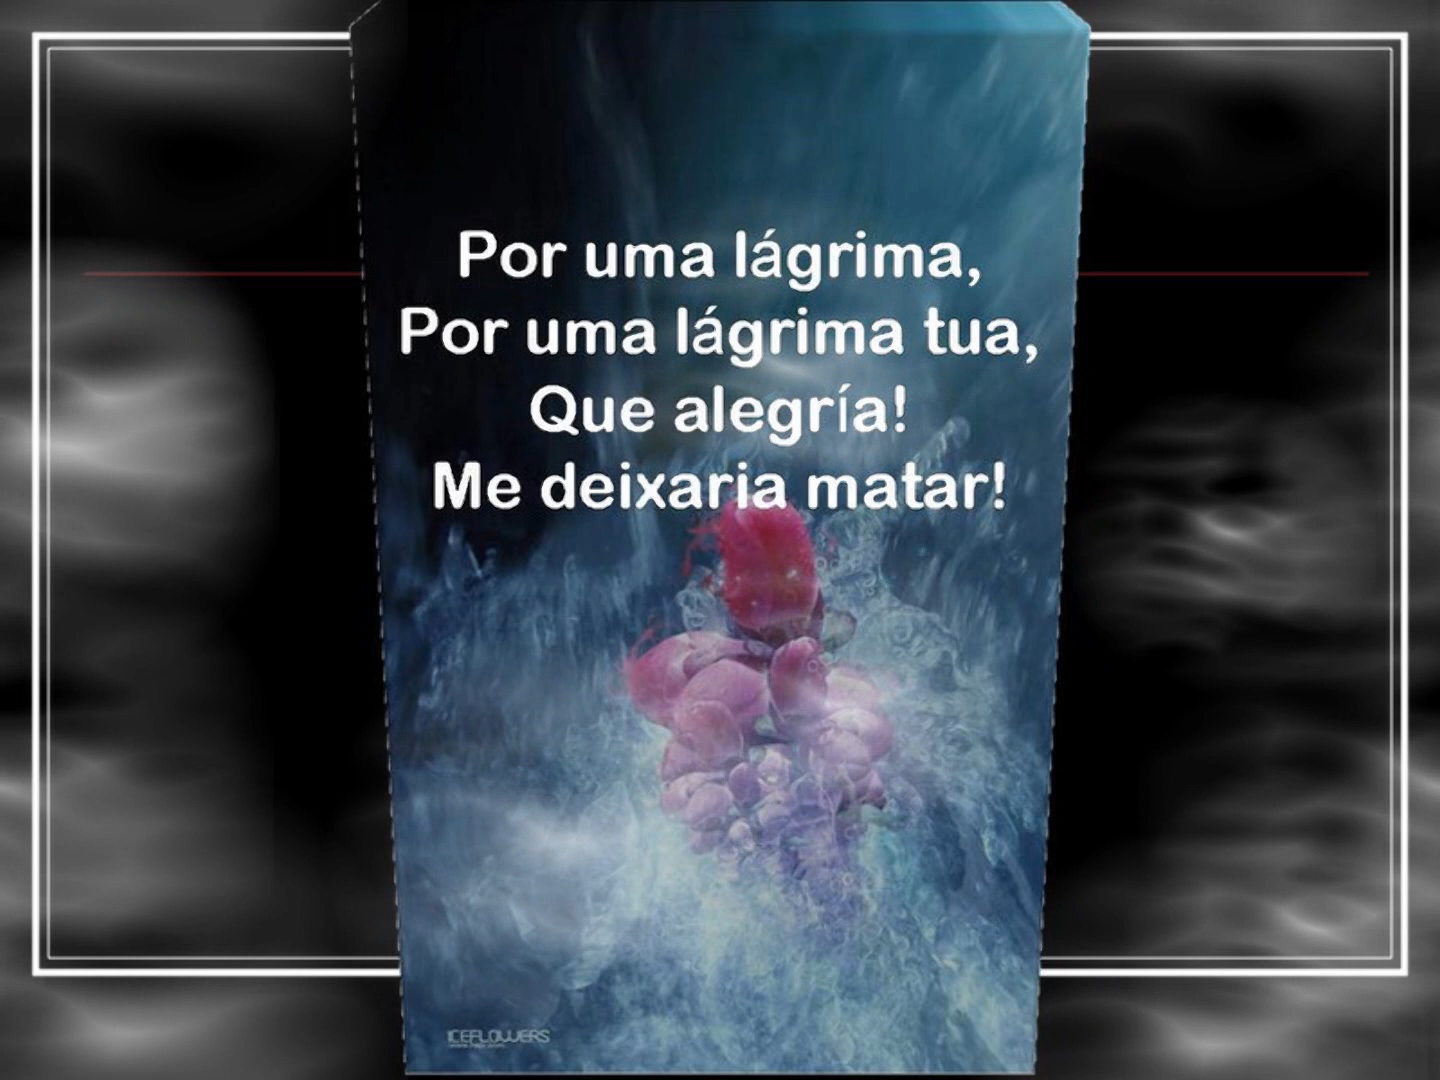 Por uma lágrima,
Por uma lágrima tua,
Que alegría!
Me deixaria matar!
ICEFLOWERS